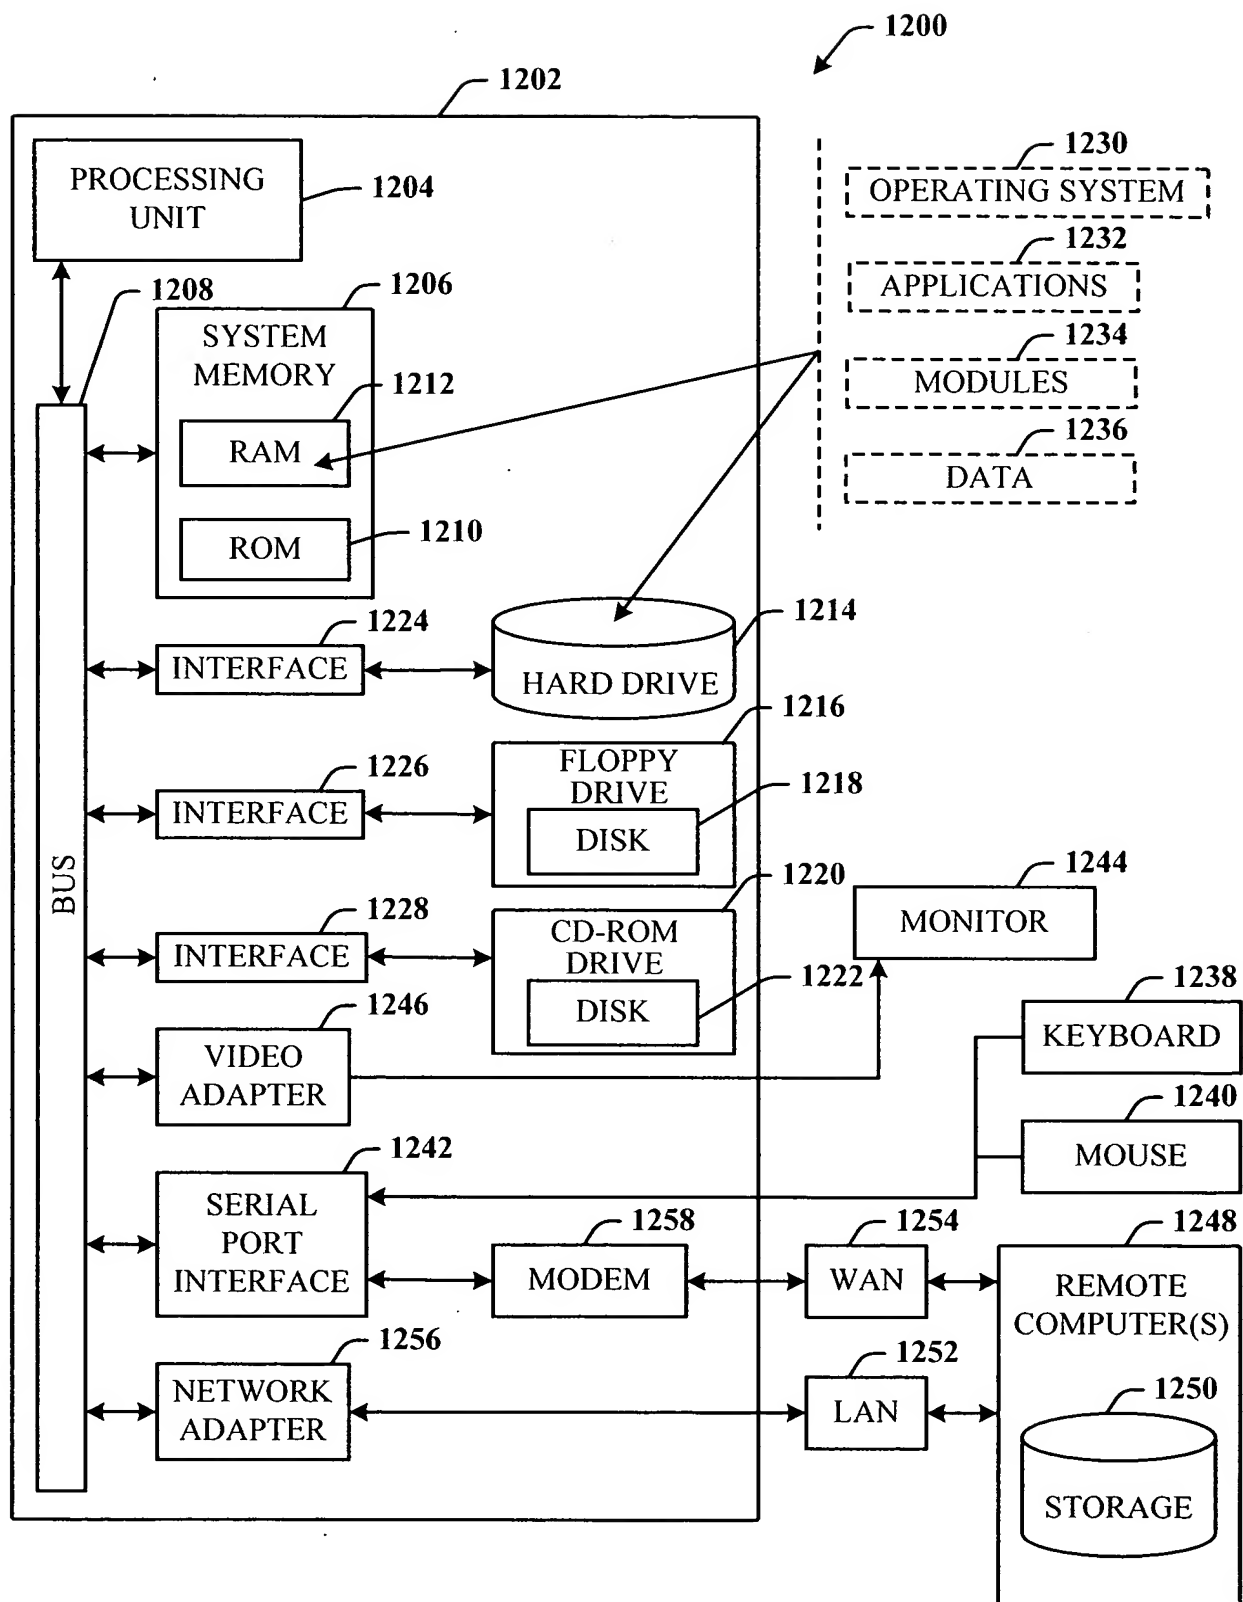 1200
1202
PROCESSING
UNIT
1204
1230
OPERATING SYSTEM
1232
APPLICATIONS
1234
MODULES
1236
DATA
1208
1206
SYSTEM
MEMORY
1212
RAM
1210
ROM
1224
INTERFACE
1214
HARD DRIVE
1226
INTERFACE
1216
FLOPPY
DRIVE
1218
DISK
BUS
1228
INTERFACE
1220
CD-ROM
DRIVE
1222
DISK
1244
MONITOR
1238
KEYBOARD
1246
VIDEO
ADAPTER
1240
MOUSE
1242
SERIAL
PORT
INTERFACE
1258
MODEM
1254
WAN
1248
REMOTE
COMPUTER(S)
1256
NETWORK
ADAPTER
1252
LAN
1250
STORAGE